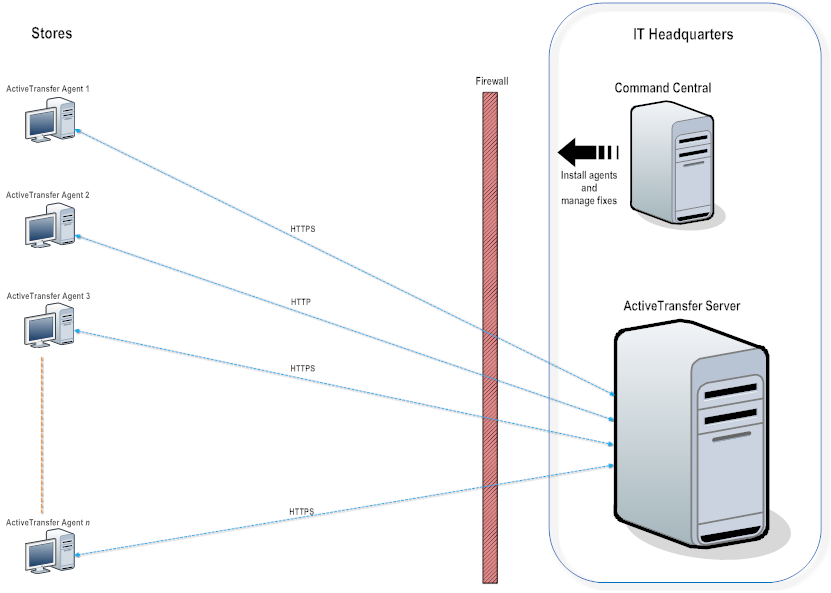 Stores
IT Headquarters
Firewall
Command Central
ActiveTransfer Agent 1
Install agents
and
manage fixes
ActiveTransfer Agent 2
HTTPS
ActiveTransfer Agent 3
HTTP
ActiveTransfer Server
HTTPS
HTTPS
ActiveTransfer Agent n